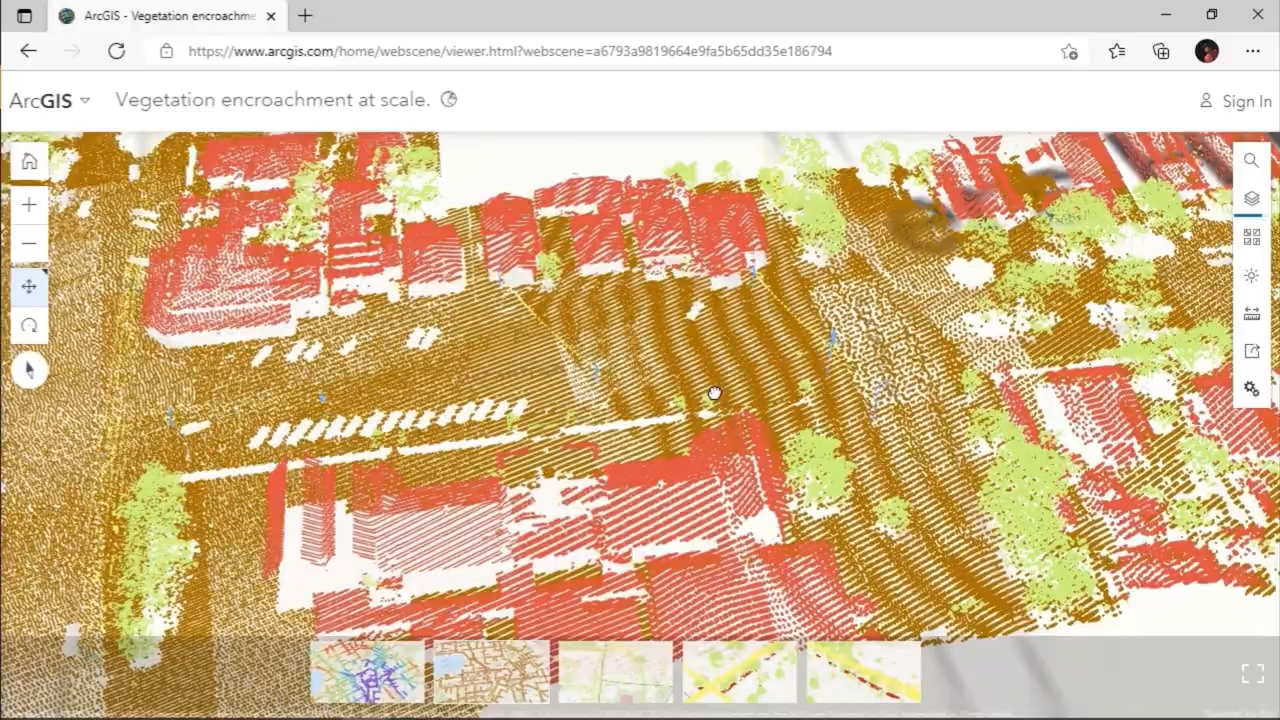 ArcGIS - Vegetation encroachme
https://www.arcgis.com/home/webscene/viewer.html?webscene=a6793a9819664e9fa5b65dd35e186794
ArcGIS
Vegetation encroachment at scale.
Sign In